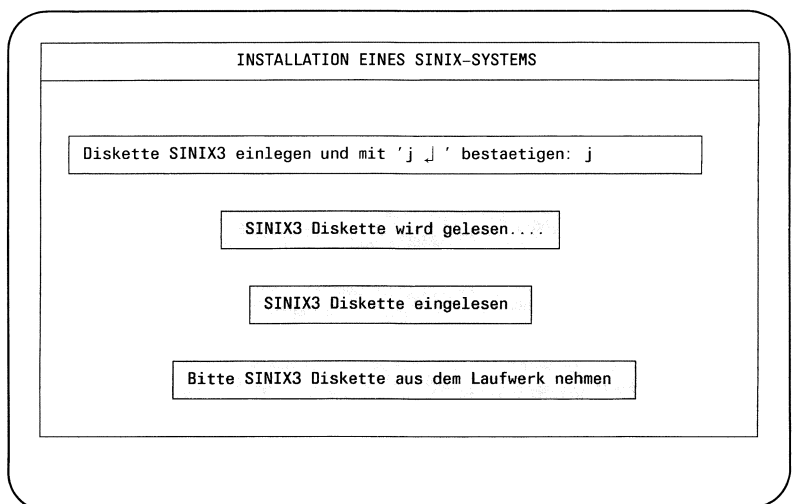 INSTALLATION EINES SINIX-SYSTEMS
Diskette SINIX3 einlegen und mit 'j ↲ ' bestaetigen: j
SINIX3 Diskette wird gelesen....
SINIX3 Diskette eingelesen
Bitte SINIX3 Diskette aus dem Laufwerk nehmen